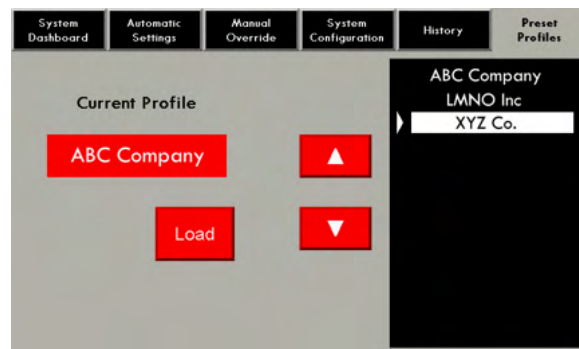 System
Dashboard
Automatic
Settings
Manual
Override
System
Configuration
History
Preset
Profiles
Current Profile
ABC Company
Load
ABC Company
LMNO Inc
XYZ Co.